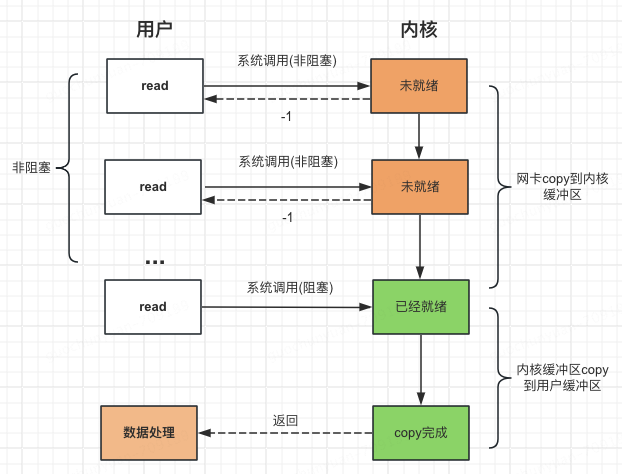 用户
内核
系统调用(非阻塞)
read
未就绪
-1
非阻塞
系统调用(非阻塞)
read
未就绪
-1
网卡copy到内核
缓冲区
...
系统调用(阻塞)
read
已经就绪
内核缓冲区copy
到用户缓冲区
返回
数据处理
copy完成